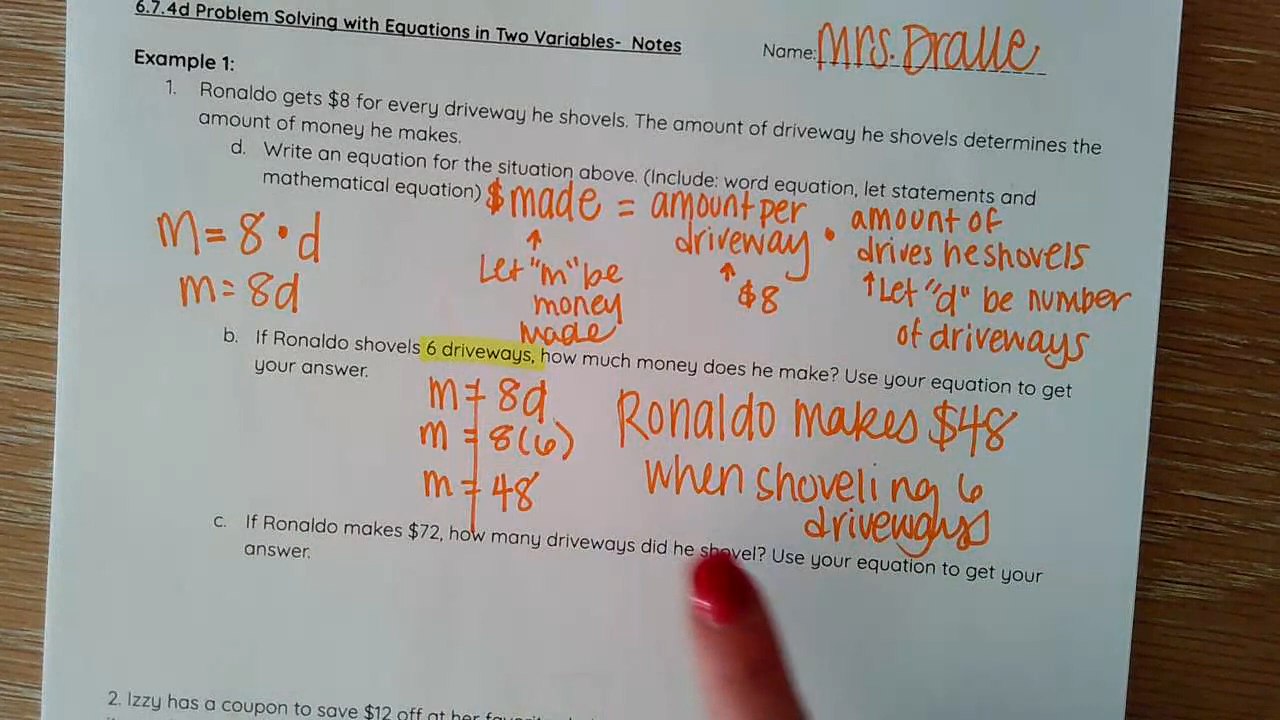 6.7.4d Problem Solving with Equations in Two Variables- Notes
Name: Mrs. Dralle
Example 1:
1. Ronaldo gets $8 for every driveway he shovels. The amount of driveway he shovels determines the
amount of money he makes.
d. Write an equation for the situation above. (Include: word equation, let statements and
mathematical equation)
$ made = amount per driveway • amount of drives he shovels
m = 8 • d
m = 8d
↑
Let "m" be
money
made
↑
$8
↑ Let "d" be number
of driveways
b. If Ronaldo shovels 6 driveways, how much money does he make? Use your equation to get
your answer.
m = 8d
m = 8(6)
m = 48
Ronaldo makes $48
when shoveling 6
driveways
c. If Ronaldo makes $72, how many driveways did he shovel? Use your equation to get your
answer.
2. Izzy has a coupon to save $12 off at her